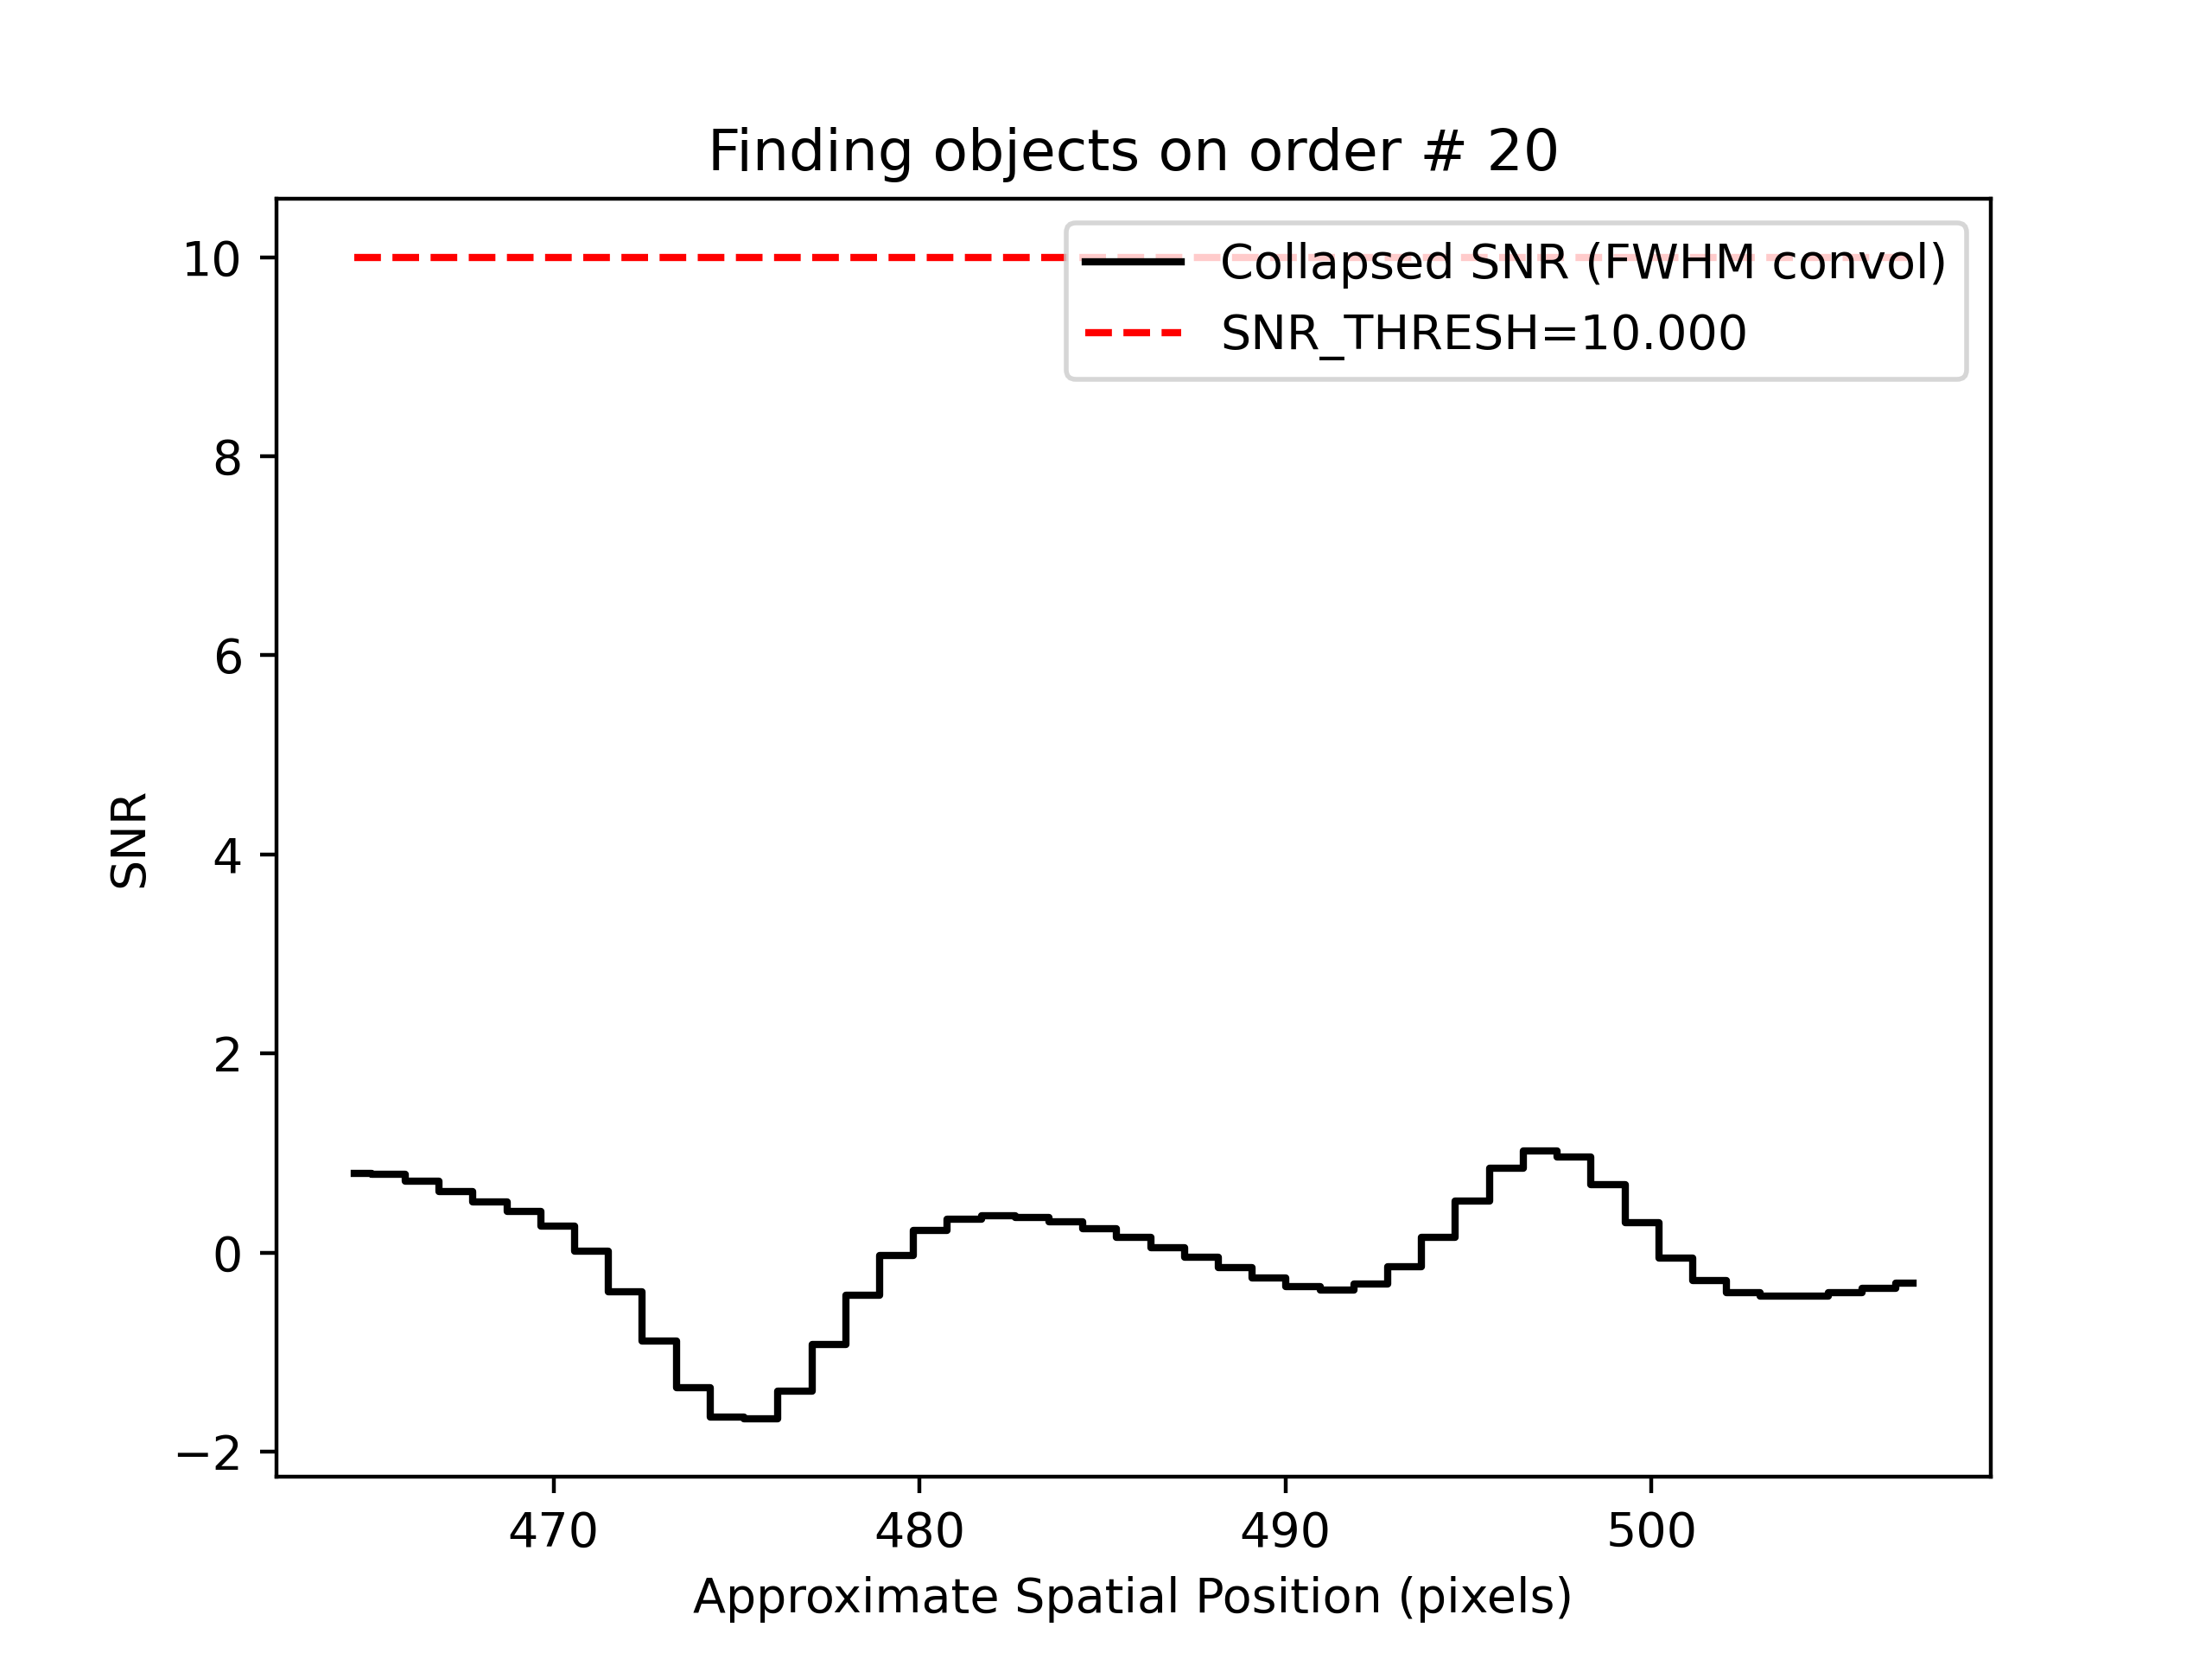 Finding objects on order # 20
Collapsed SNR (FWHM convol)
SNR_THRESH=10.000
10
8
6
4
2
0
−2
SNR
470 480 490 500
Approximate Spatial Position (pixels)